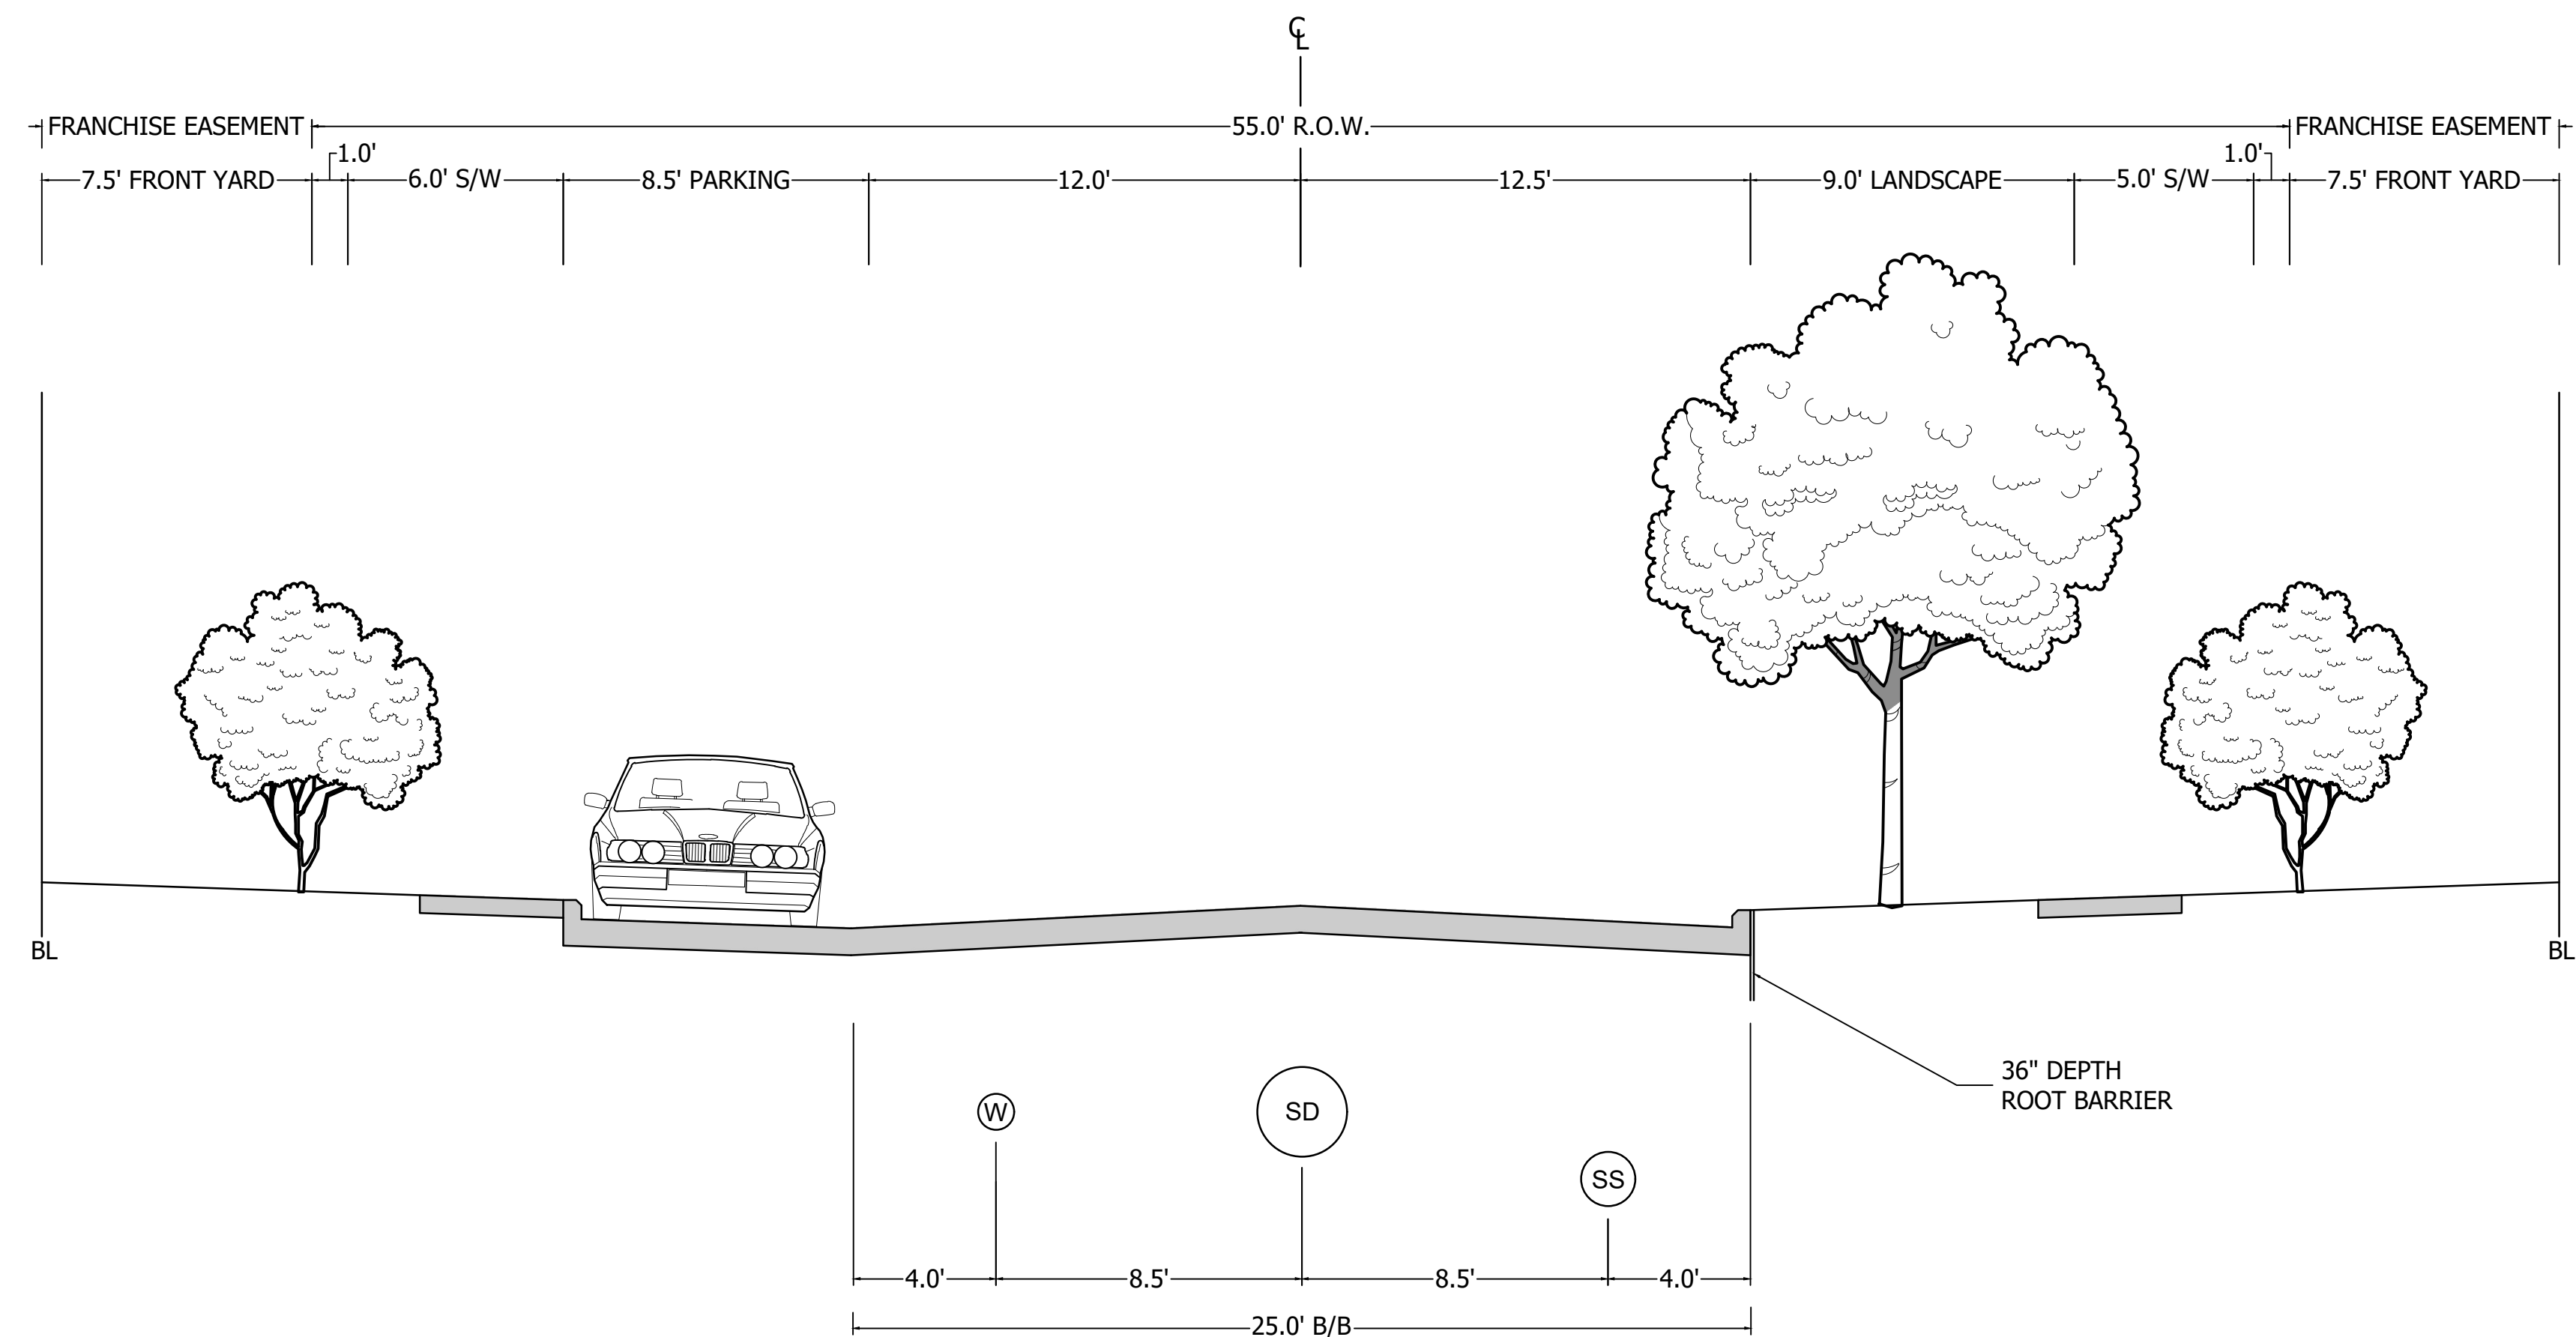 ℄
FRANCHISE EASEMENT 55.0' R.O.W. FRANCHISE EASEMENT
1.0' 1.0'
7.5' FRONT YARD 6.0' S/W 8.5' PARKING 12.0' 12.5' 9.0' LANDSCAPE 5.0' S/W 7.5' FRONT YARD
BL BL
36" DEPTH
ROOT BARRIER
W SD
SS
4.0' 8.5' 8.5' 4.0'
25.0' B/B